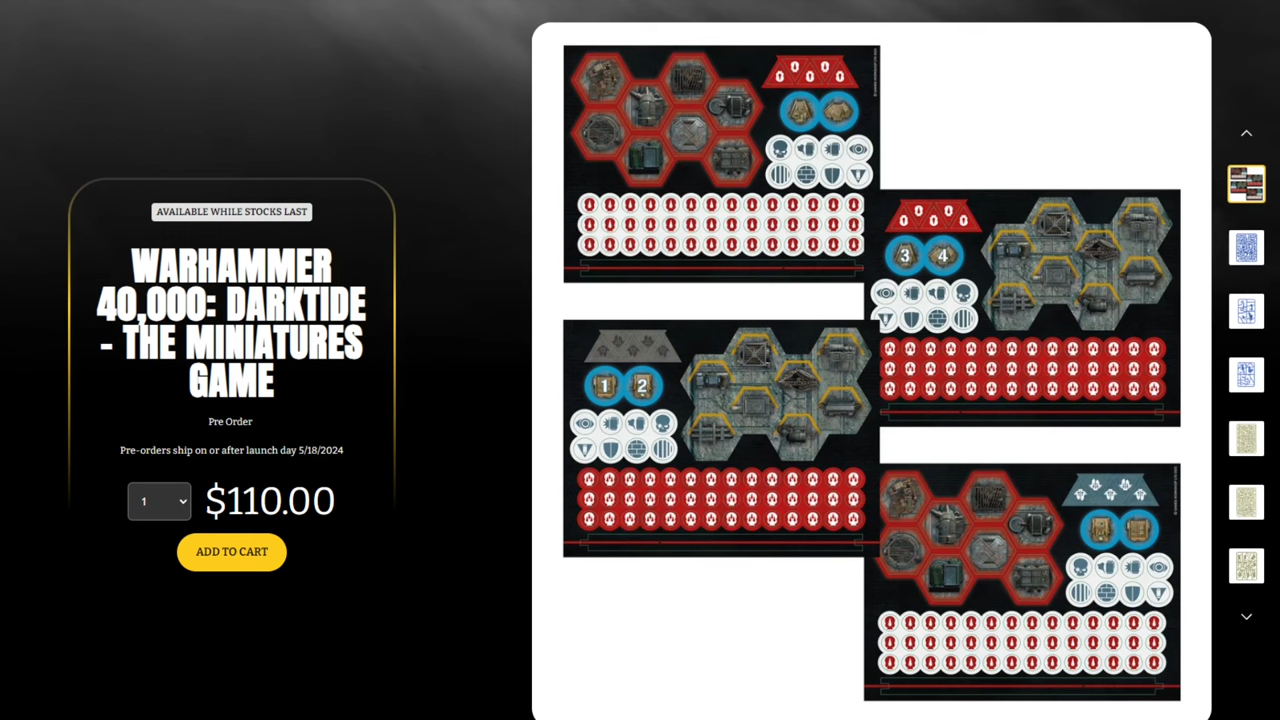 AVAILABLE WHILE STOCKS LAST
WARHAMMER
40,000: DARKTIDE
- THE MINIATURES
GAME
Pre Order
Pre-orders ship on or after launch day 5/18/2024
1
$110.00
ADD TO CART
3 4
1 2